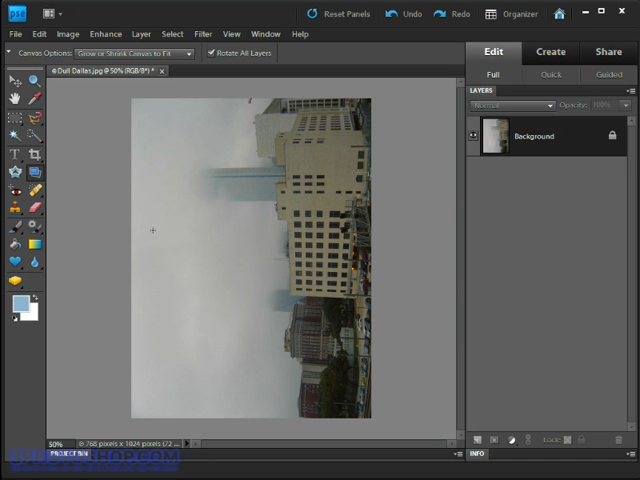 pse
Reset Panels Undo Redo Organizer
File Edit Image Enhance Layer Select Filter View Window Help
Canvas Options: Grow or Shrink Canvas to Fit Rotate All Layers
Edit Create Share
©Dull Dallas.jpg @ 50% (RGB/8*) * x
Full Quick Guided
LAYERS
Normal Opacity: 100%
Background
T
Lock:
50% 768 pixels x 1024 pixels (72 ...
PROJECT BIN INFO